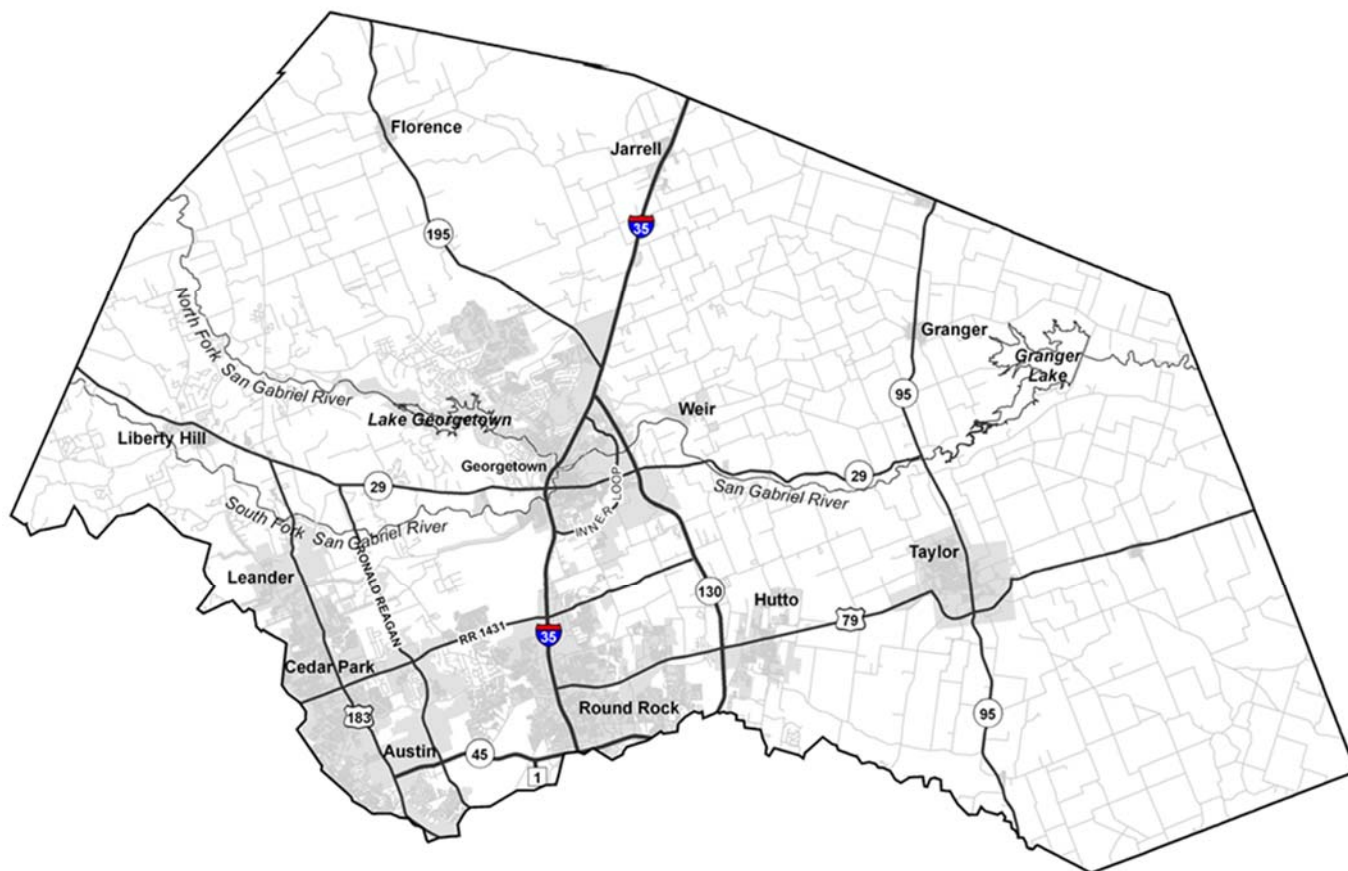 Florence
Jarrell
35
195
North Fork San Gabriel River
Granger
Granger
Lake
95
Lake Georgetown
Weir
Liberty Hill
Georgetown
29
INNER LOOP
San Gabriel River
29
South Fork San Gabriel River
Leander
RONALD REAGAN
Taylor
130
Hutto
79
RR 1431
35
Cedar Park
183
Round Rock
95
Austin
45
1